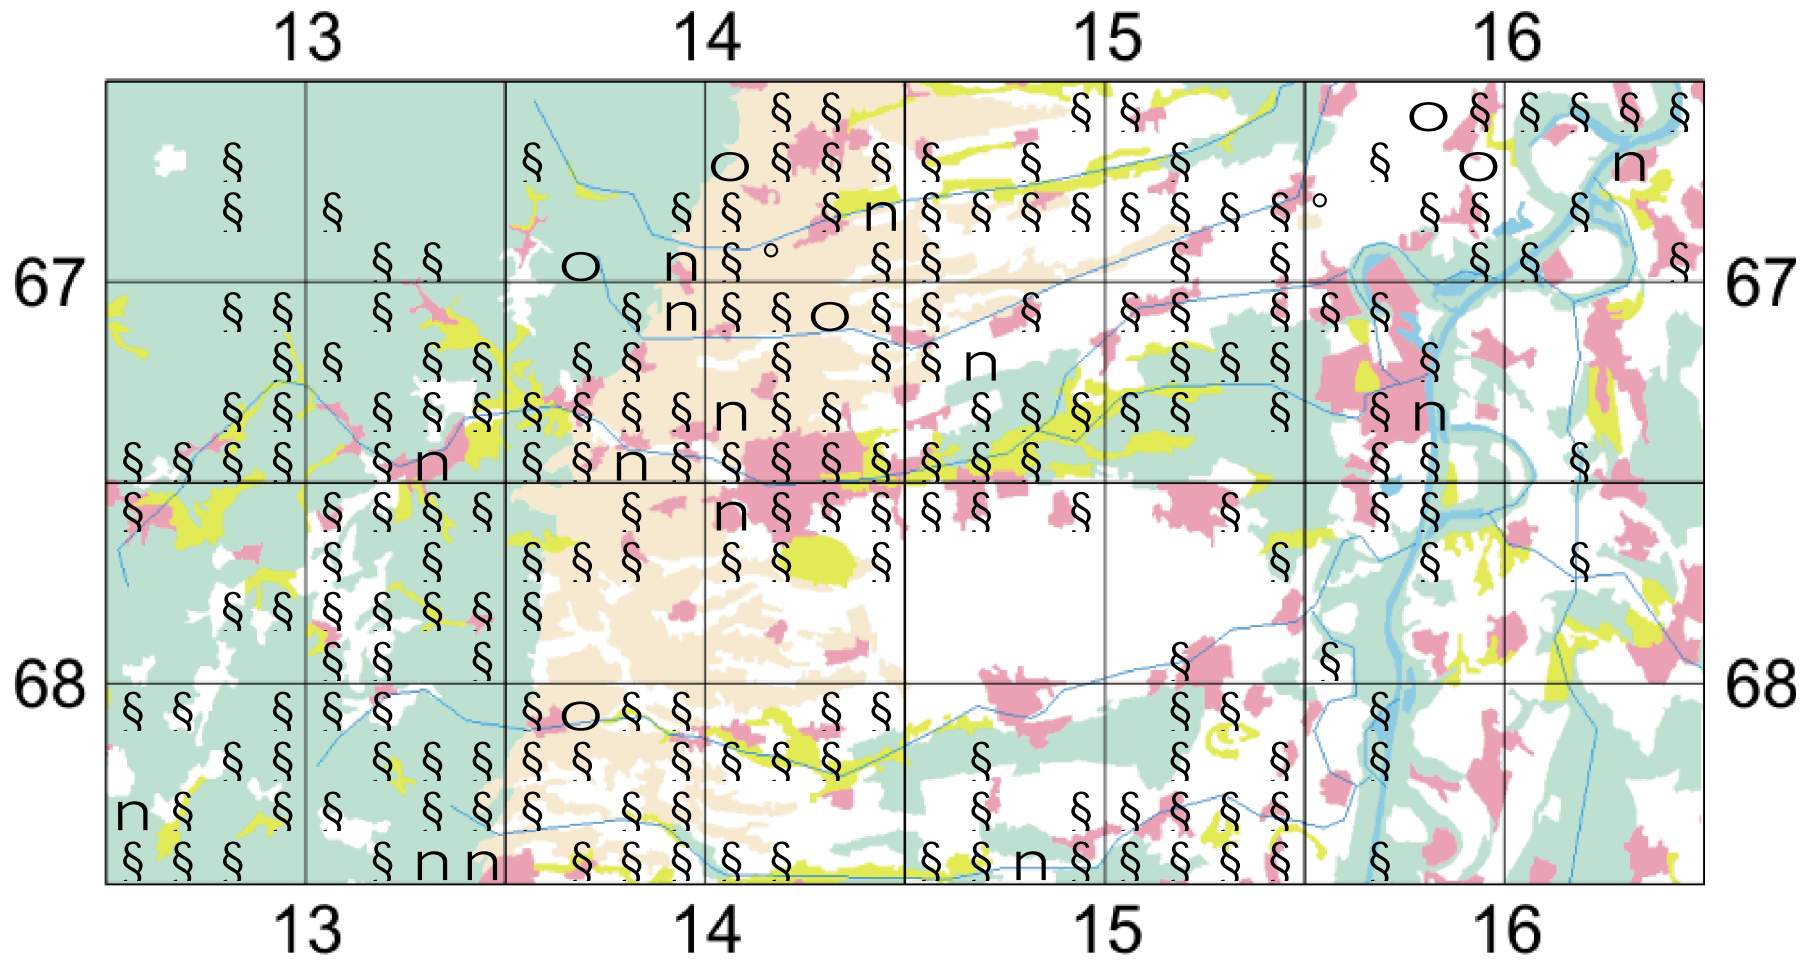 13 14 15 16
§ § § § o § § § § §
§ § o § § § § § § § o n
§ § § § § n § § § § § § § § ° § § §
§ § o n § ° § § § § § § §
67 67
§ § § § n § § o § § § § § § § §
§ § § § § § § § § n § § § §
§ § § § § § § § § n § § § § § § § § § n
§ § § § § n § § n § § § § § § § § § § §
§ § § § § § n § § § § § § § § §
§ § § § § § § § § § §
§ § § § § § §
§ § § § §
68 68
§ § § § § § o § § § § § § §
§ § § § § § § § § § § § § § §
n § § § § § § § § § § § § § §
§ § § § n n § § § § § § § n § § § § § §
13 14 15 16